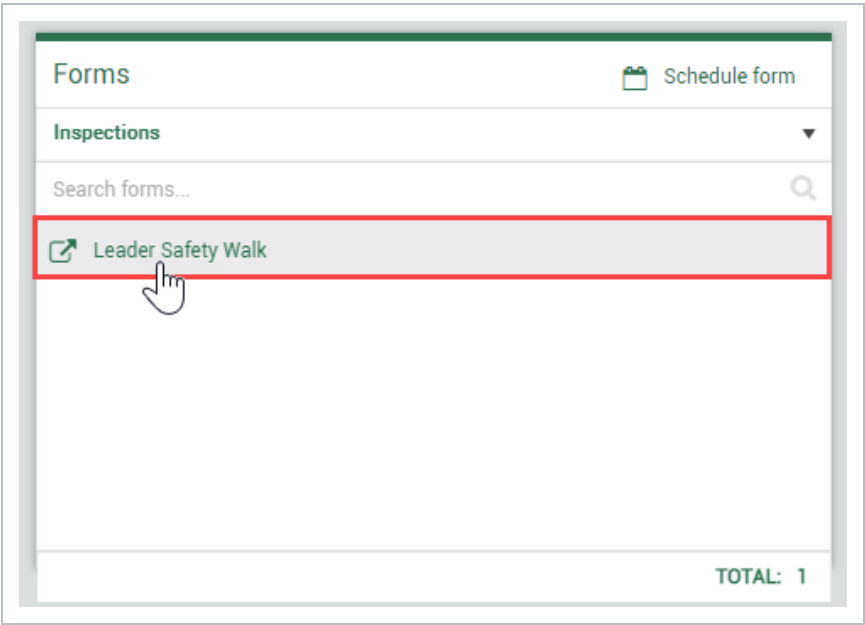 Forms
Schedule form
Inspections
Search forms...
Leader Safety Walk
TOTAL: 1